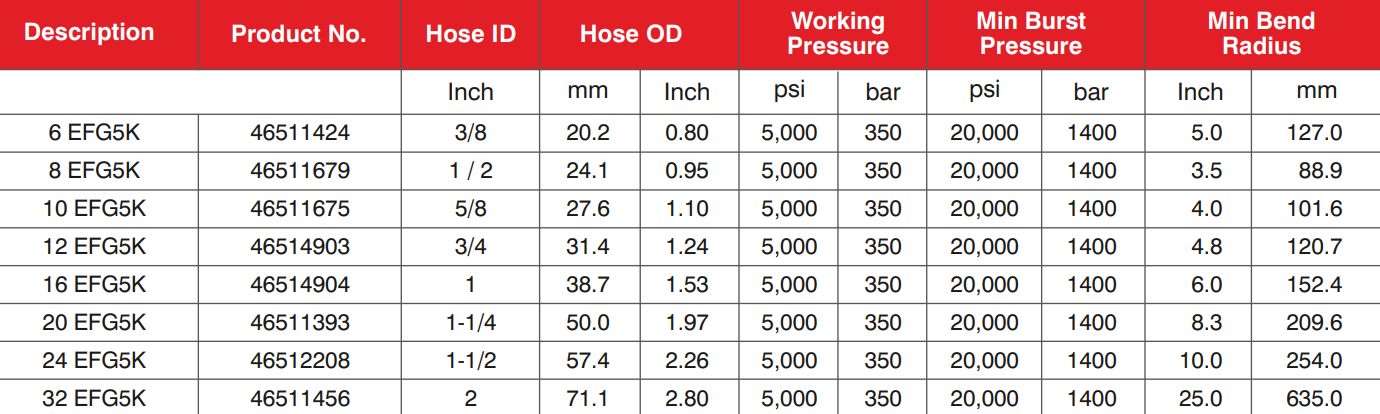 Description Product No. Hose ID Hose OD Working Pressure Min Burst Pressure Min Bend Radius
Inch mm Inch psi bar psi bar Inch mm
6 EFG5K 46511424 3/8 20.2 0.80 5,000 350 20,000 1400 5.0 127.0
8 EFG5K 46511679 1 / 2 24.1 0.95 5,000 350 20,000 1400 3.5 88.9
10 EFG5K 46511675 5/8 27.6 1.10 5,000 350 20,000 1400 4.0 101.6
12 EFG5K 46514903 3/4 31.4 1.24 5,000 350 20,000 1400 4.8 120.7
16 EFG5K 46514904 1 38.7 1.53 5,000 350 20,000 1400 6.0 152.4
20 EFG5K 46511393 1-1/4 50.0 1.97 5,000 350 20,000 1400 8.3 209.6
24 EFG5K 46512208 1-1/2 57.4 2.26 5,000 350 20,000 1400 10.0 254.0
32 EFG5K 46511456 2 71.1 2.80 5,000 350 20,000 1400 25.0 635.0